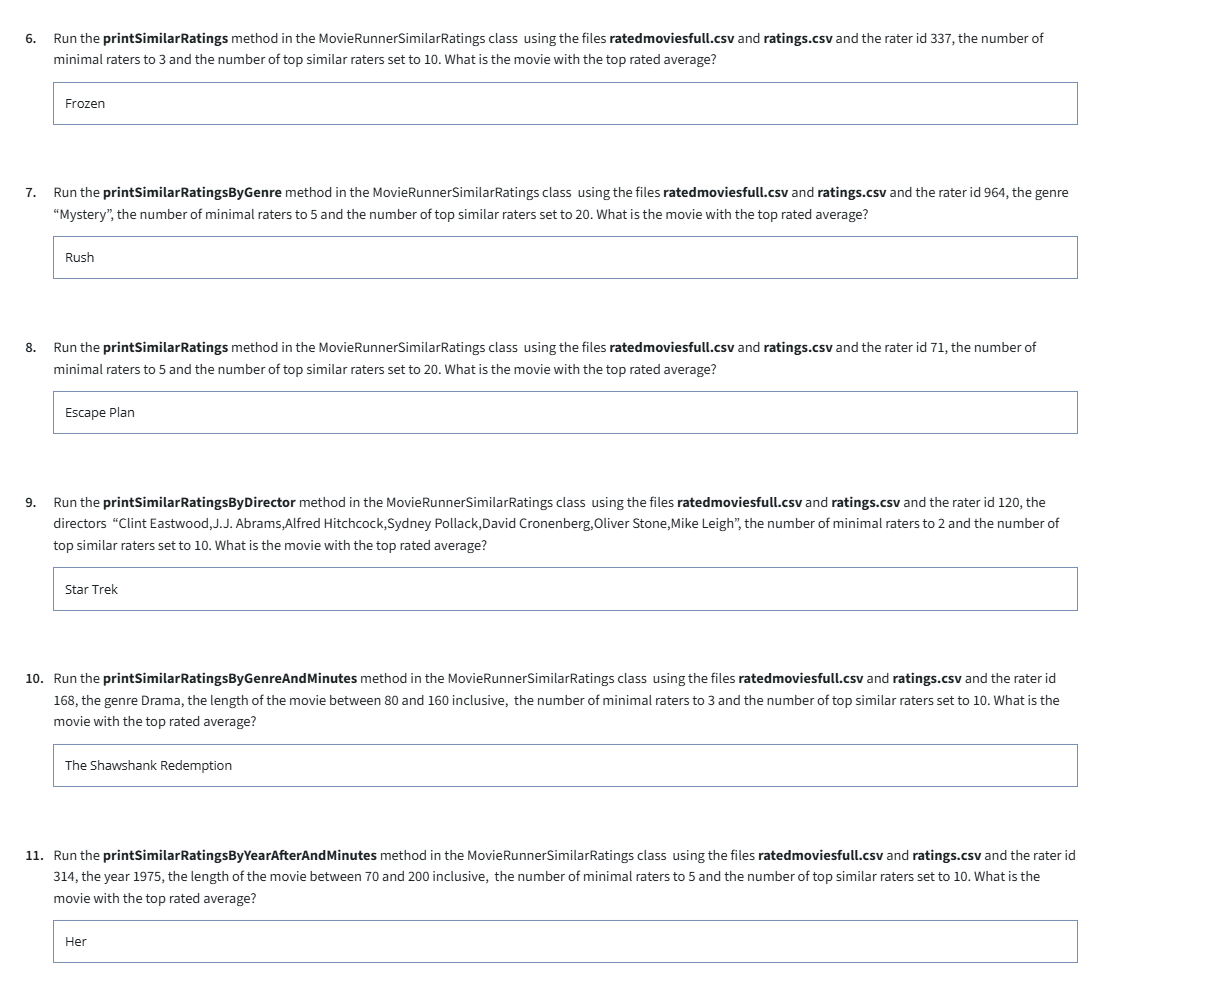 6. Run the printSimilarRatings method in the MovieRunnerSimilarRatings class using the files ratedmoviesfull.csv and ratings.csv and the rater id 337, the number of
minimal raters to 3 and the number of top similar raters set to 10. What is the movie with the top rated average?
Frozen
7. Run the printSimilarRatingsByGenre method in the MovieRunnerSimilarRatings class using the files ratedmoviesfull.csv and ratings.csv and the rater id 964, the genre
“Mystery”, the number of minimal raters to 5 and the number of top similar raters set to 20. What is the movie with the top rated average?
Rush
8. Run the printSimilarRatings method in the MovieRunnerSimilarRatings class using the files ratedmoviesfull.csv and ratings.csv and the rater id 71, the number of
minimal raters to 5 and the number of top similar raters set to 20. What is the movie with the top rated average?
Escape Plan
9. Run the printSimilarRatingsByDirector method in the MovieRunnerSimilarRatings class using the files ratedmoviesfull.csv and ratings.csv and the rater id 120, the
directors “Clint Eastwood,J.J. Abrams,Alfred Hitchcock,Sydney Pollack,David Cronenberg,Oliver Stone,Mike Leigh”, the number of minimal raters to 2 and the number of
top similar raters set to 10. What is the movie with the top rated average?
Star Trek
10. Run the printSimilarRatingsByGenreAndMinutes method in the MovieRunnerSimilarRatings class using the files ratedmoviesfull.csv and ratings.csv and the rater id
168, the genre Drama, the length of the movie between 80 and 160 inclusive, the number of minimal raters to 3 and the number of top similar raters set to 10. What is the
movie with the top rated average?
The Shawshank Redemption
11. Run the printSimilarRatingsByYearAfterAndMinutes method in the MovieRunnerSimilarRatings class using the files ratedmoviesfull.csv and ratings.csv and the rater id
314, the year 1975, the length of the movie between 70 and 200 inclusive, the number of minimal raters to 5 and the number of top similar raters set to 10. What is the
movie with the top rated average?
Her